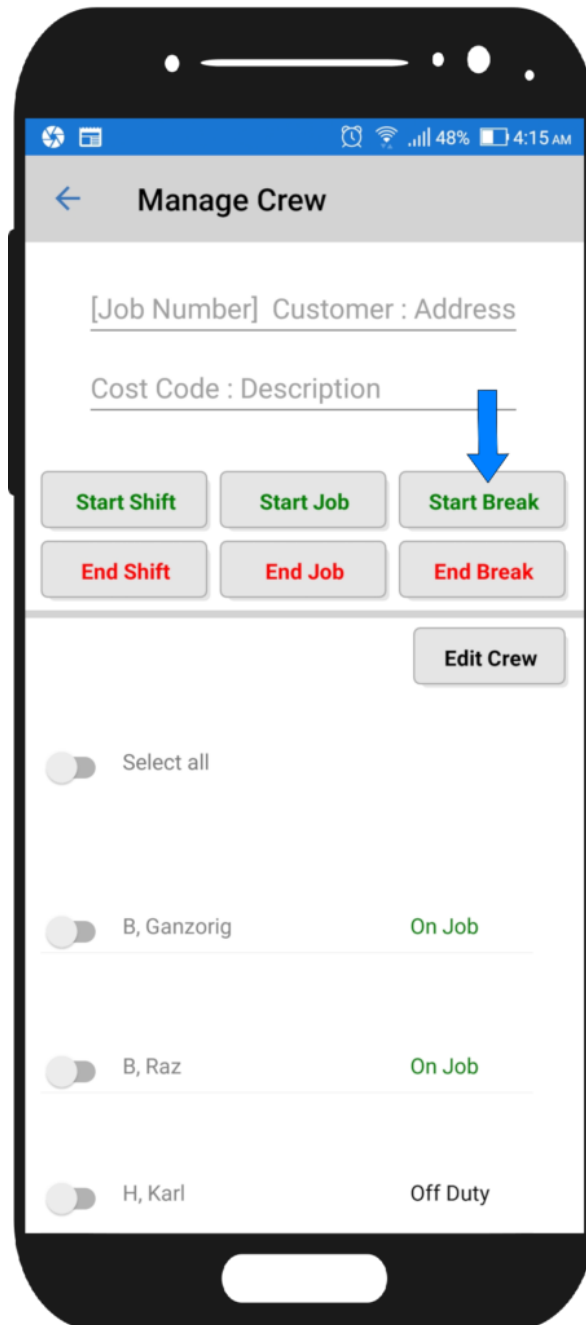 48% 4:15 AM
Manage Crew
[Job Number]  Customer : Address
Cost Code : Description
Start Shift Start Job Start Break
End Shift End Job End Break
Edit Crew
Select all
B, Ganzorig On Job
B, Raz On Job
H, Karl Off Duty